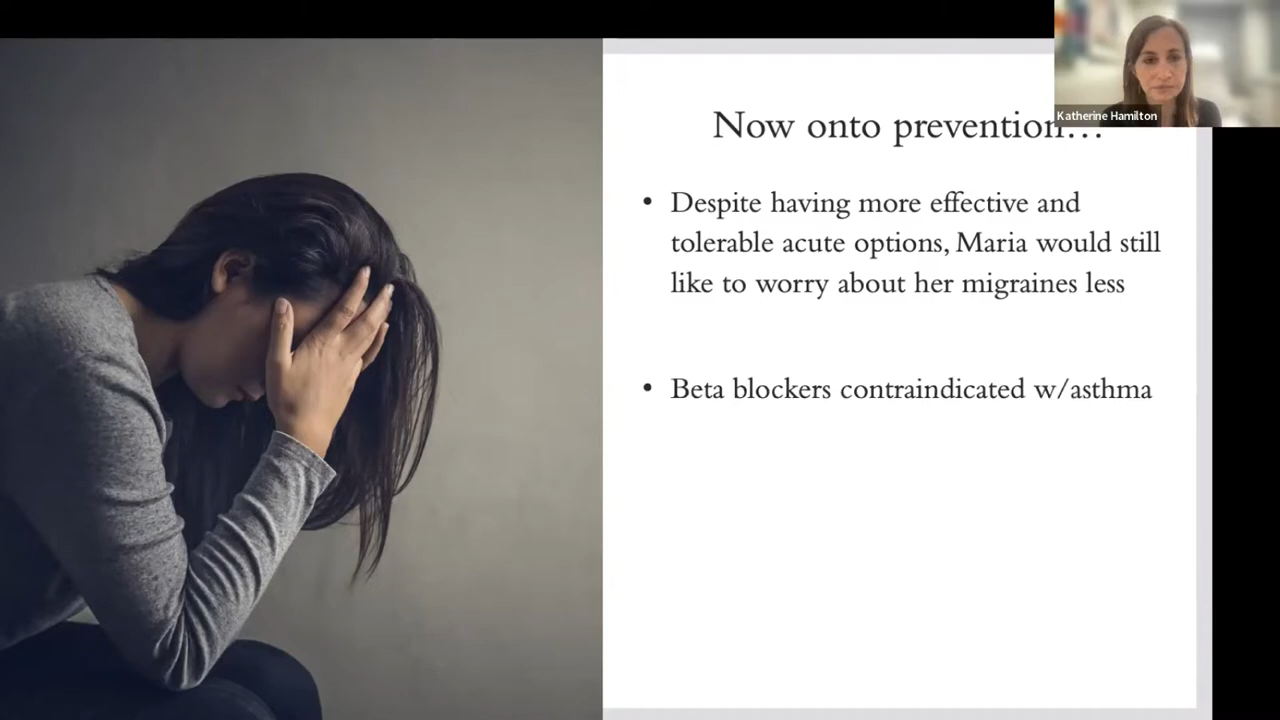 Katherine Hamilton
Now onto prevention...
• Despite having more effective and
tolerable acute options, Maria would still
like to worry about her migraines less
• Beta blockers contraindicated w/asthma